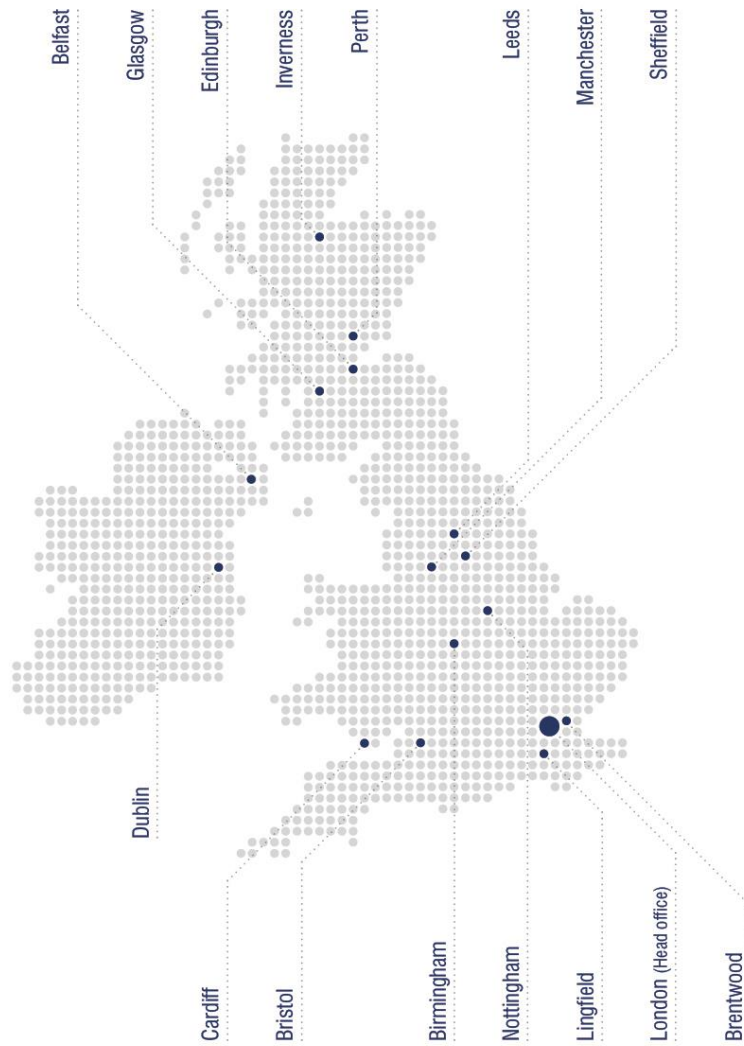 Belfast
Glasgow
Edinburgh
Inverness
Perth
Leeds
Manchester
Sheffield
Dublin
Cardiff
Bristol
Birmingham
Nottingham
Lingfield
London (Head office)
Brentwood